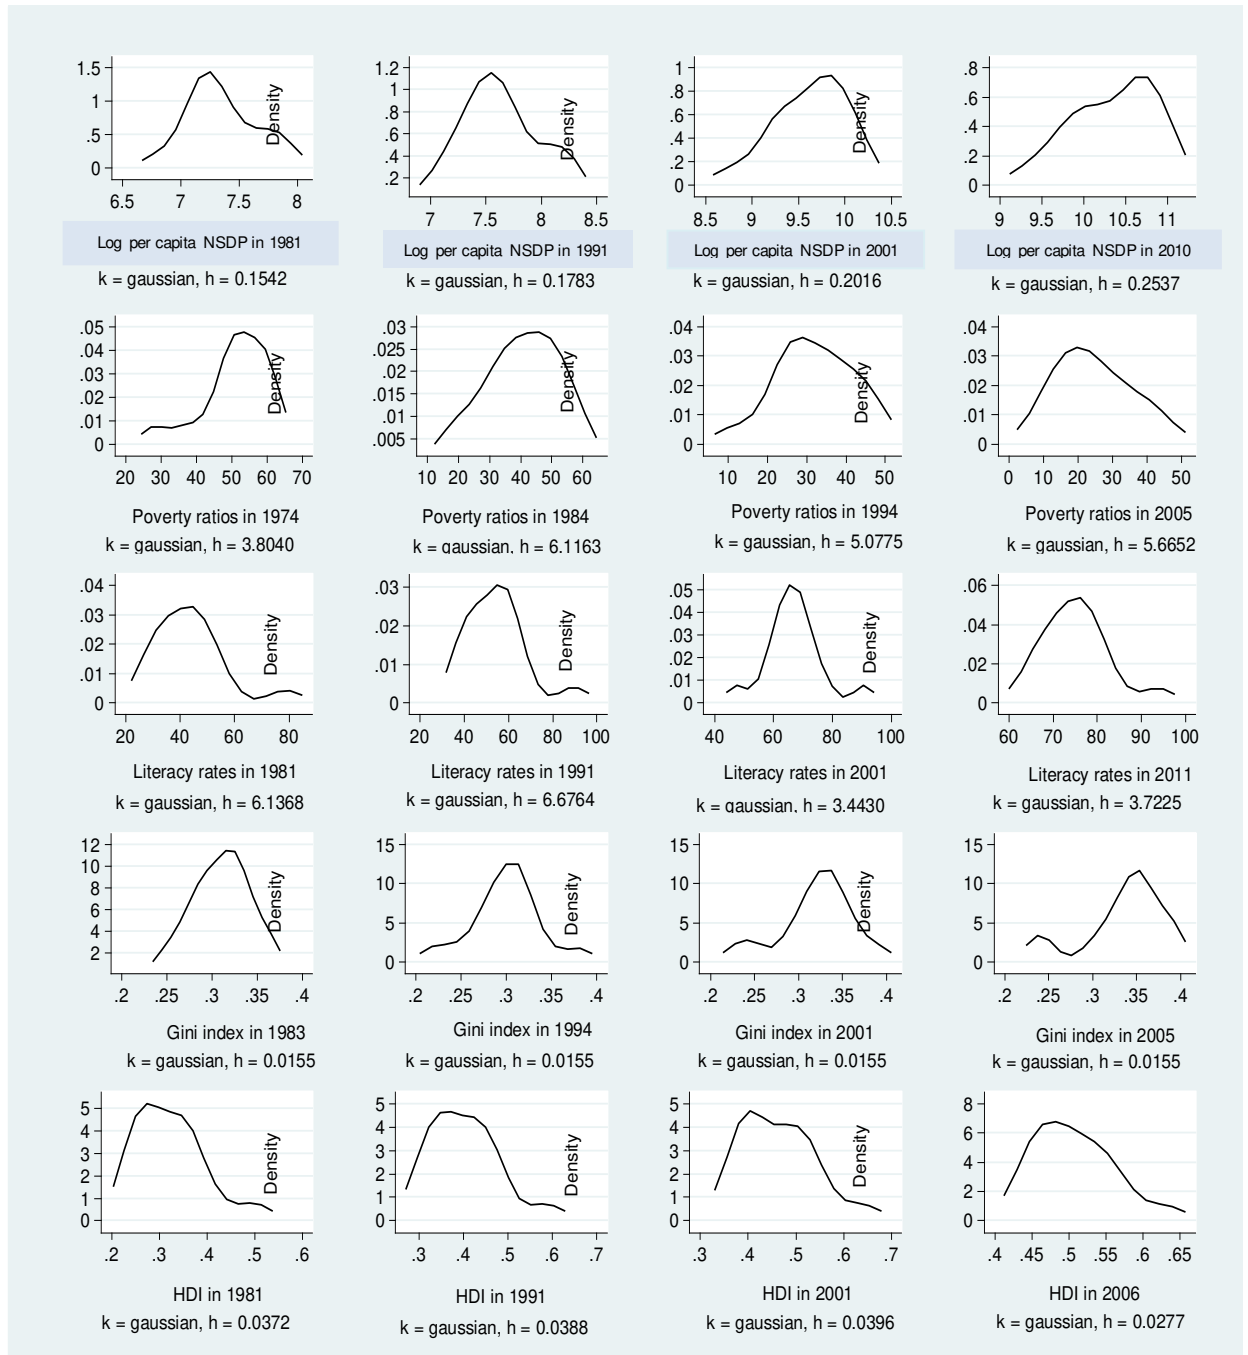 1.5
1
.5
0
Density
6.5 7 7.5 8
Log per capita NSDP in 1981
k = gaussian, h = 0.1542
1.2
1
.8
.6
.4
.2
Density
7 7.5 8 8.5
Log per capita NSDP in 1991
k = gaussian, h = 0.1783
1
.8
.6
.4
.2
0
Density
8.5 9 9.5 10 10.5
Log per capita NSDP in 2001
k = gaussian, h = 0.2016
.8
.6
.4
.2
0
9 9.5 10 10.5 11
Log per capita NSDP in 2010
k = gaussian, h = 0.2537
.05
.04
.03
.02
.01
0
Density
20 30 40 50 60 70
Poverty ratios in 1974
k = gaussian, h = 3.8040
.03
.025
.02
.015
.01
.005
Density
10 20 30 40 50 60
Poverty ratios in 1984
k = gaussian, h = 6.1163
.04
.03
.02
.01
0
Density
10 20 30 40 50
Poverty ratios in 1994
k = gaussian, h = 5.0775
.04
.03
.02
.01
0
0 10 20 30 40 50
Poverty ratios in 2005
k = gaussian, h = 5.6652
.04
.03
.02
.01
0
Density
20 40 60 80
Literacy rates in 1981
k = gaussian, h = 6.1368
.03
.02
.01
0
Density
20 40 60 80 100
Literacy rates in 1991
k = gaussian, h = 6.6764
.05
.04
.03
.02
.01
0
Density
40 60 80 100
Literacy rates in 2001
k = gaussian, h = 3.4430
.06
.04
.02
0
60 70 80 90 100
Literacy rates in 2011
k = gaussian, h = 3.7225
12
10
8
6
4
2
Density
.2 .25 .3 .35 .4
Gini index in 1983
k = gaussian, h = 0.0155
15
10
5
0
Density
.2 .25 .3 .35 .4
Gini index in 1994
k = gaussian, h = 0.0155
15
10
5
0
Density
.2 .25 .3 .35 .4
Gini index in 2001
k = gaussian, h = 0.0155
15
10
5
0
.2 .25 .3 .35 .4
Gini index in 2005
k = gaussian, h = 0.0155
5
4
3
2
1
0
Density
.2 .3 .4 .5 .6
HDI in 1981
k = gaussian, h = 0.0372
5
4
3
2
1
0
Density
.3 .4 .5 .6 .7
HDI in 1991
k = gaussian, h = 0.0388
5
4
3
2
1
0
Density
.3 .4 .5 .6 .7
HDI in 2001
k = gaussian, h = 0.0396
8
6
4
2
0
.4 .45 .5 .55 .6 .65
HDI in 2006
k = gaussian, h = 0.0277